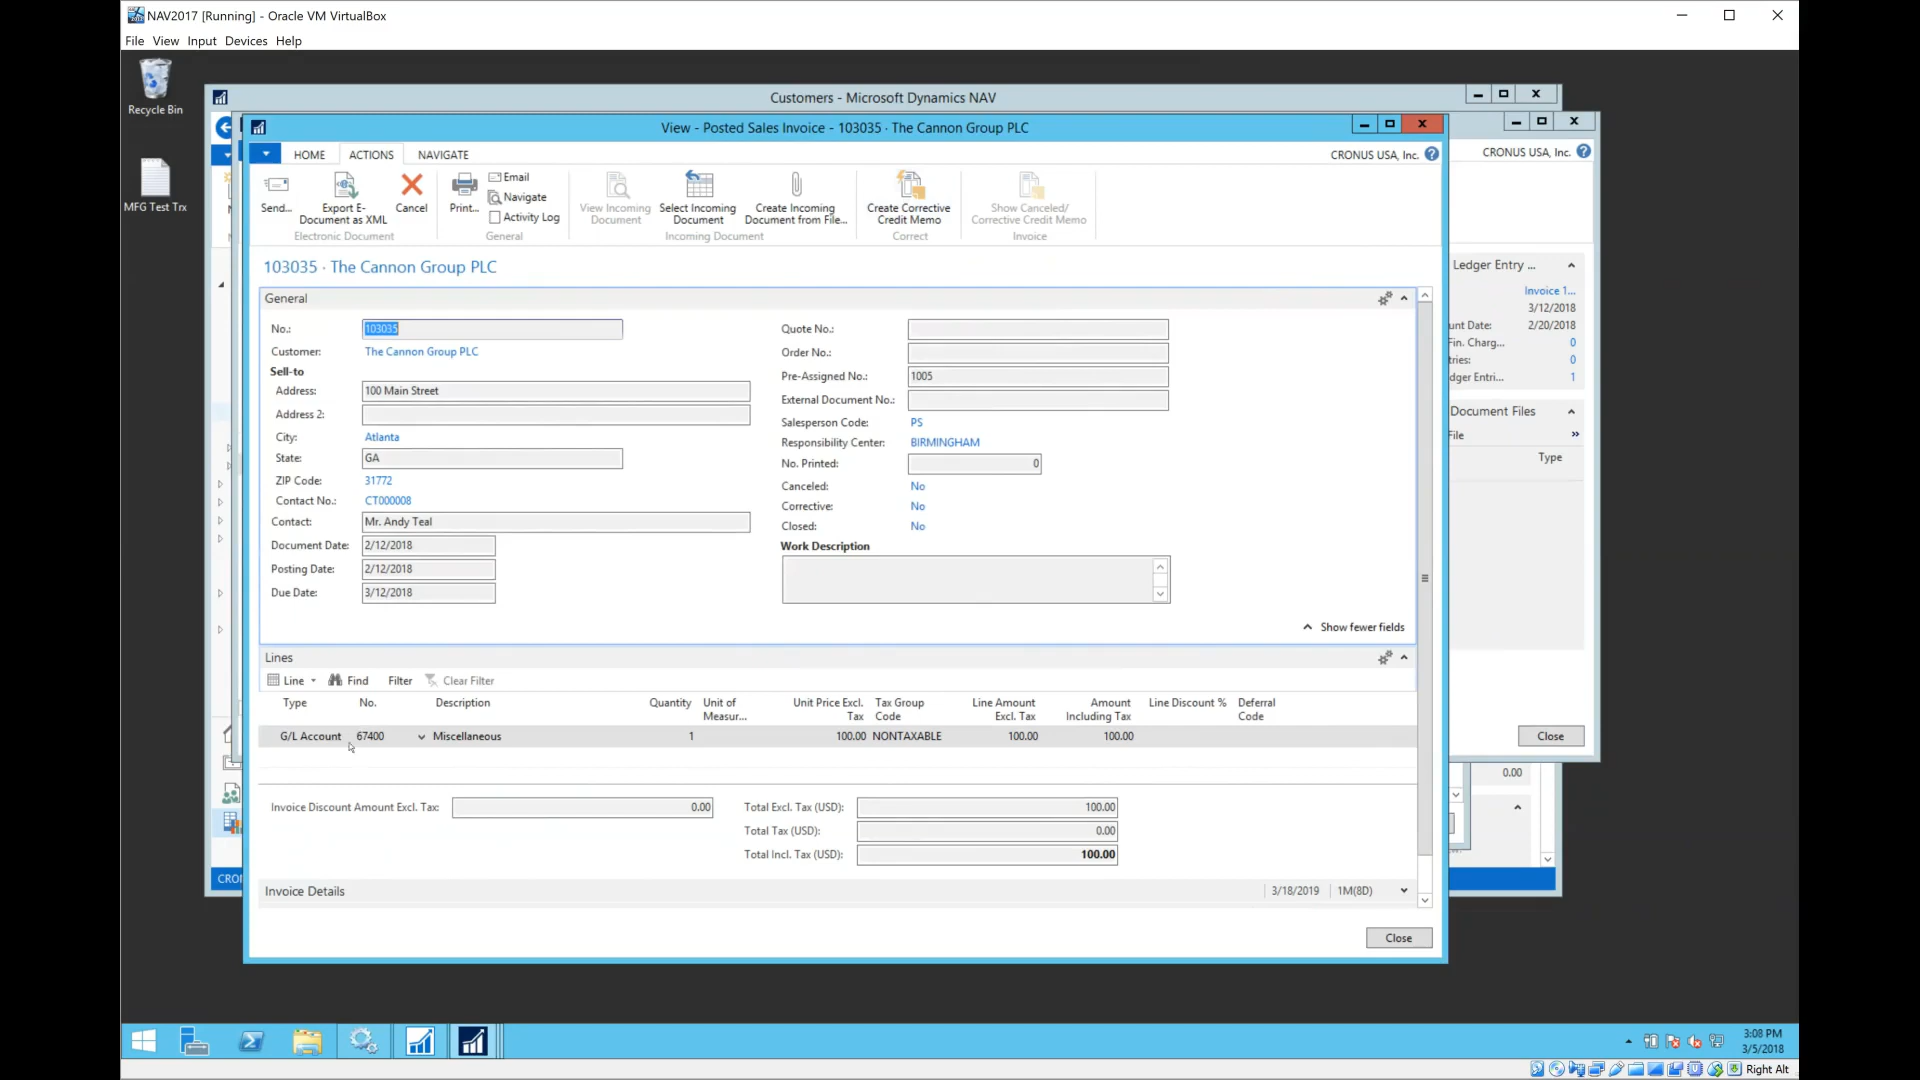 NAV2017 [Running] - Oracle VM VirtualBox
File View Input Devices Help
Recycle Bin
MFG Test Trx
Customers - Microsoft Dynamics NAV
View - Posted Sales Invoice - 103035 · The Cannon Group PLC
HOME ACTIONS NAVIGATE
CRONUS USA, Inc.
CRONUS USA, Inc.
Send...
Export E-Document as XML
Cancel
Electronic Document
Print...
Email
Navigate
Activity Log
General
View Incoming Document
Select Incoming Document
Create Incoming Document from File...
Incoming Document
Create Corrective Credit Memo
Correct
Show Canceled/ Corrective Credit Memo
Invoice
103035 · The Cannon Group PLC
General
No.: 103035
Customer: The Cannon Group PLC
Sell-to
Address: 100 Main Street
Address 2:
City: Atlanta
State: GA
ZIP Code: 31772
Contact No.: CT000008
Contact: Mr. Andy Teal
Document Date: 2/12/2018
Posting Date: 2/12/2018
Due Date: 3/12/2018
Quote No.:
Order No.:
Pre-Assigned No.: 1005
External Document No.:
Salesperson Code: PS
Responsibility Center: BIRMINGHAM
No. Printed: 0
Canceled: No
Corrective: No
Closed: No
Work Description
Show fewer fields
Lines
Line Find Filter Clear Filter
Type No. Description Quantity Unit of Measur... Unit Price Excl. Tax Tax Group Code Line Amount Excl. Tax Amount Including Tax Line Discount % Deferral Code
G/L Account 67400 Miscellaneous 1 100.00 NONTAXABLE 100.00 100.00
Invoice Discount Amount Excl. Tax: 0.00
Total Excl. Tax (USD): 100.00
Total Tax (USD): 0.00
Total Incl. Tax (USD): 100.00
Invoice Details 3/18/2019 1M(8D)
Close
Ledger Entry ...
Invoice 1...
3/12/2018
unt Date: 2/20/2018
Fin. Charg... 0
tries: 0
dger Entri... 1
Document Files
File
Type
Close
0.00
CRO
3:08 PM
3/5/2018
Right Alt